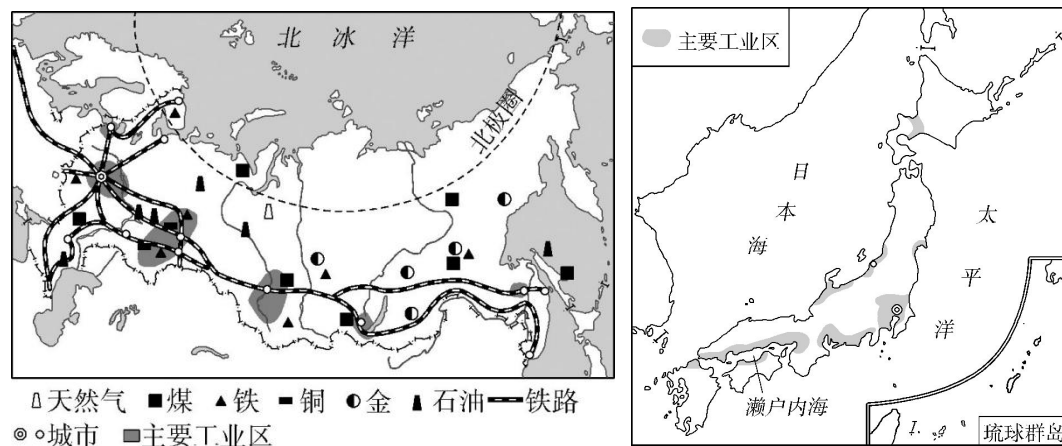 北冰洋
北极圈
天然气 煤 铁 铜 金 石油 铁路
城市 主要工业区
主要工业区
日本海
太平洋
濑户内海
琉球群岛